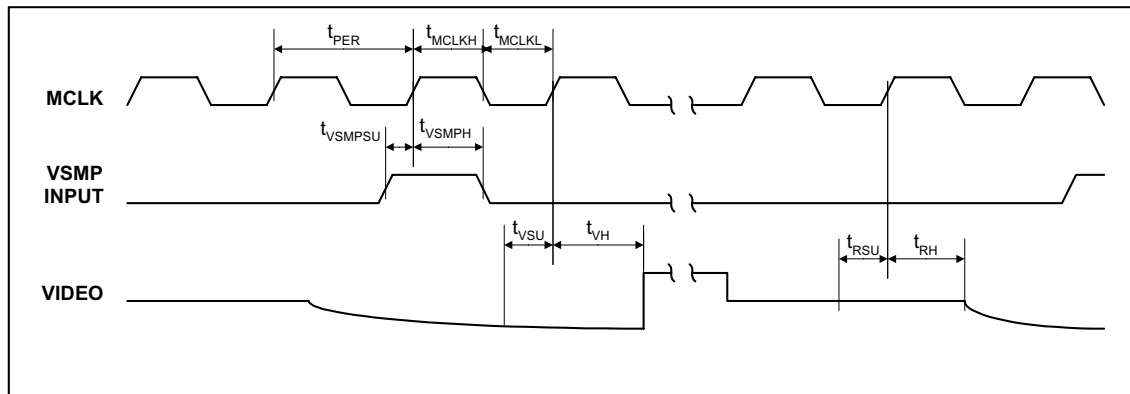 tPER tMCLKH tMCLKL
MCLK
tVSMPSU tVSMPH
VSMP
INPUT
tVSU tVH tRSU tRH
VIDEO